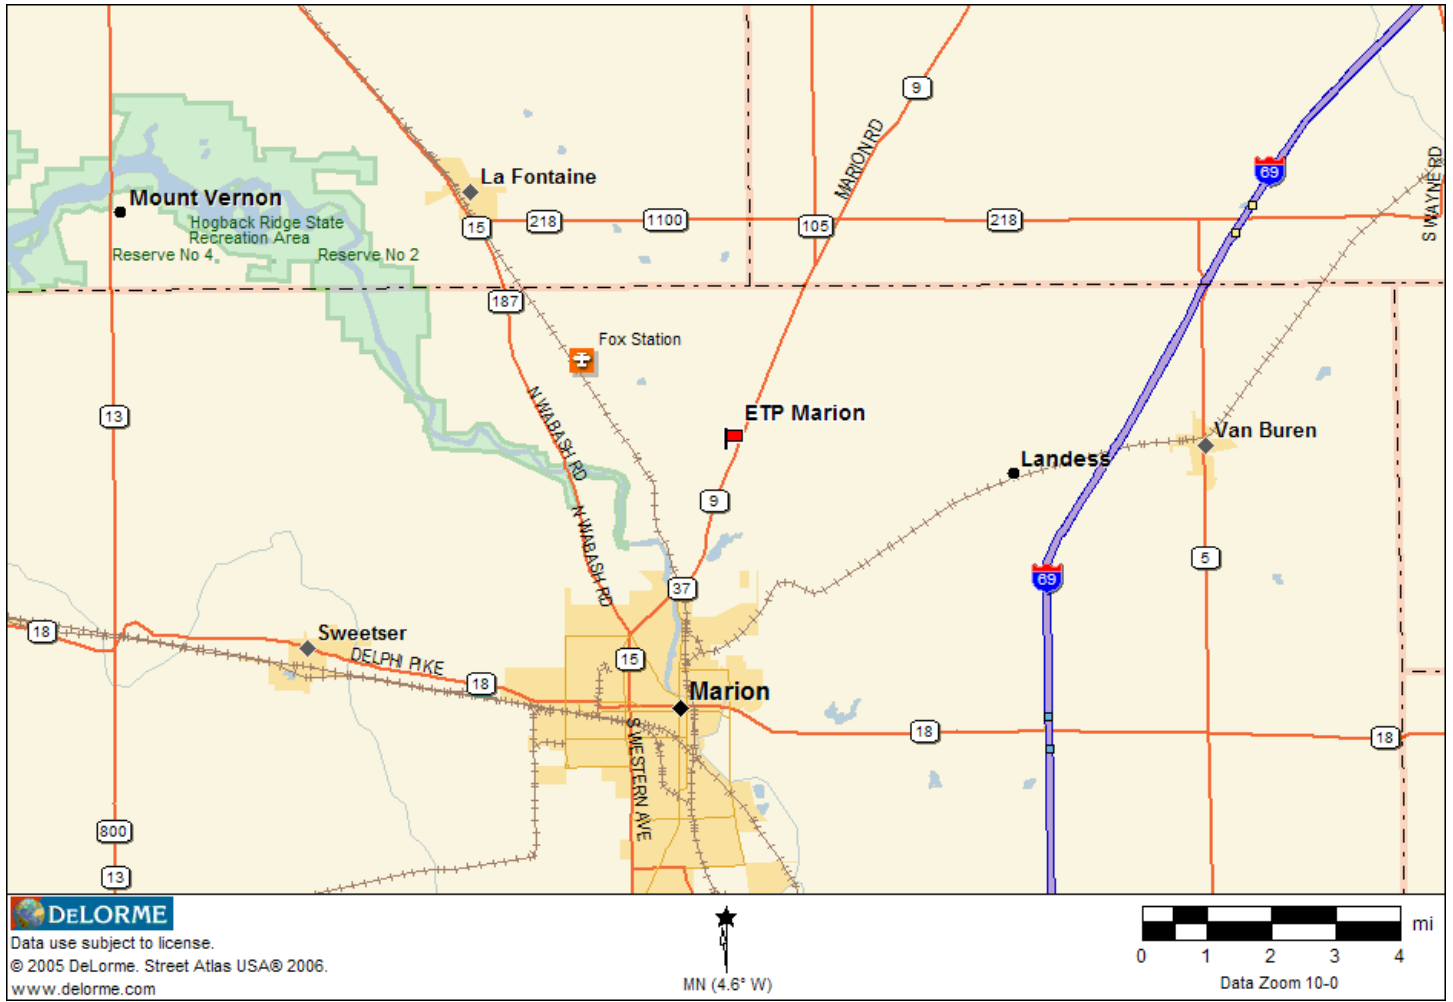 9
MARION RD
69
S WAYNE RD
La Fontaine
Mount Vernon
Hogback Ridge State
Recreation Area
Reserve No 4
Reserve No 2
15
218
1100
105
218
187
Fox Station
13
N WABASH RD
ETP Marion
Van Buren
Landess
9
N WABASH RD
5
69
37
18
Sweetser
DELPHI PIKE
15
18
Marion
18
18
S WESTERN AVE
800
13
DELORME
Data use subject to license.
© 2005 DeLorme. Street Atlas USA® 2006.
www.delorme.com
MN (4.6° W)
mi
0 1 2 3 4
Data Zoom 10-0